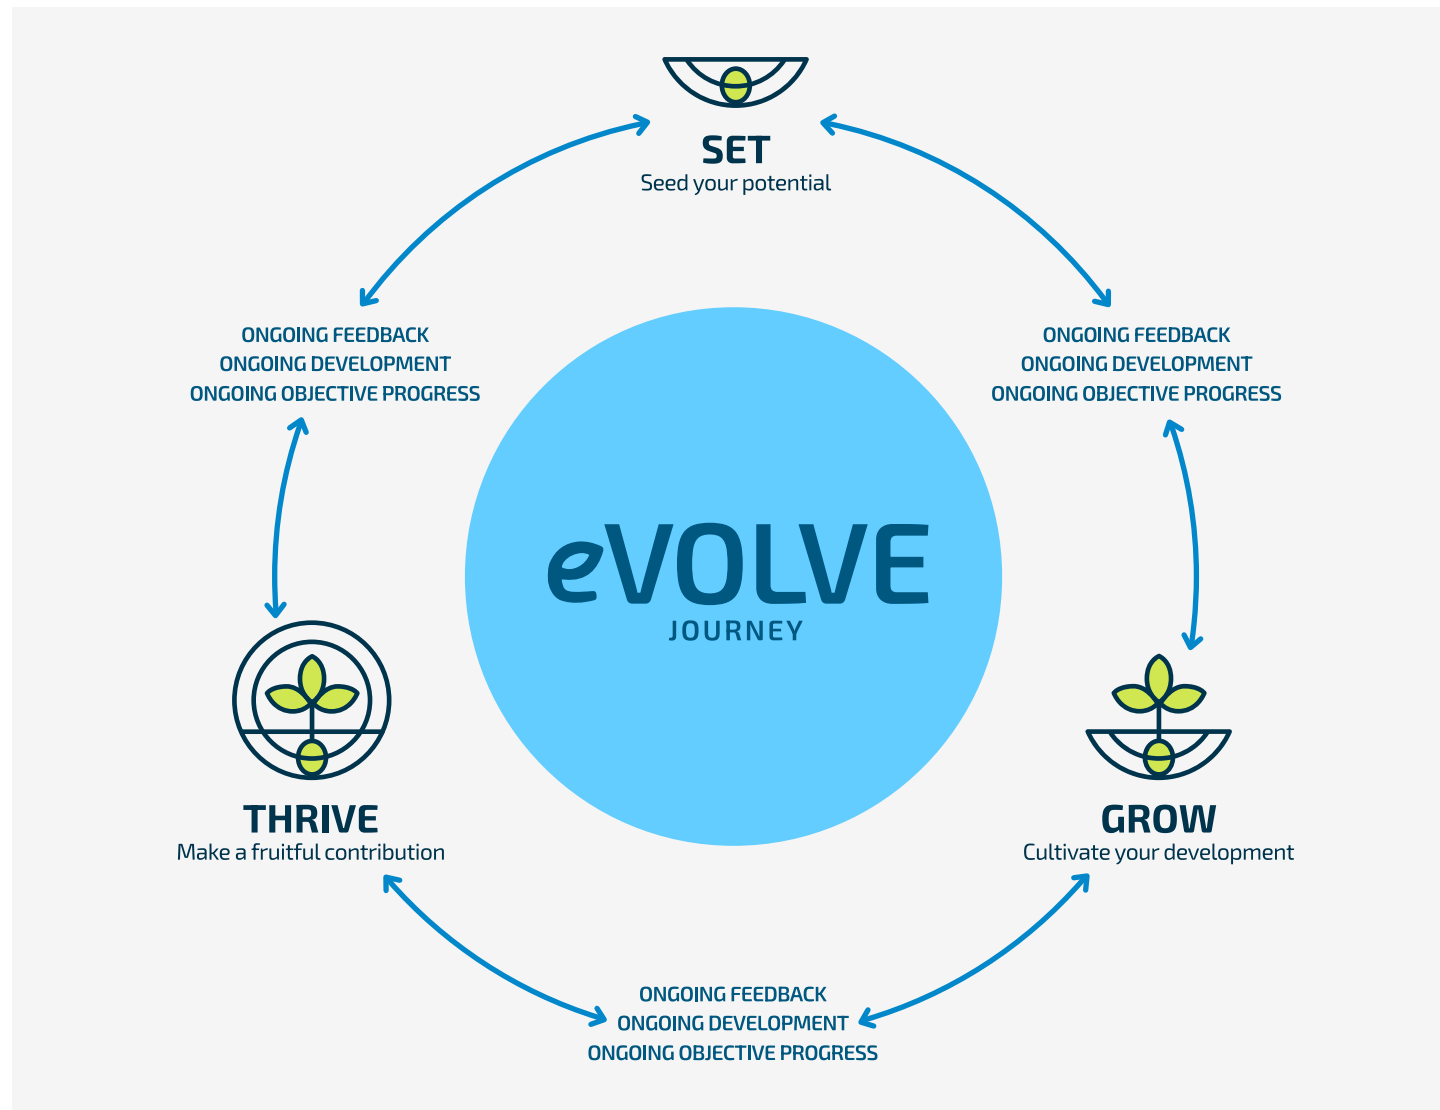 SET
Seed your potential
ONGOING FEEDBACK
ONGOING DEVELOPMENT
ONGOING OBJECTIVE PROGRESS
ONGOING FEEDBACK
ONGOING DEVELOPMENT
ONGOING OBJECTIVE PROGRESS
eVOLVE
JOURNEY
THRIVE
Make a fruitful contribution
GROW
Cultivate your development
ONGOING FEEDBACK
ONGOING DEVELOPMENT
ONGOING OBJECTIVE PROGRESS